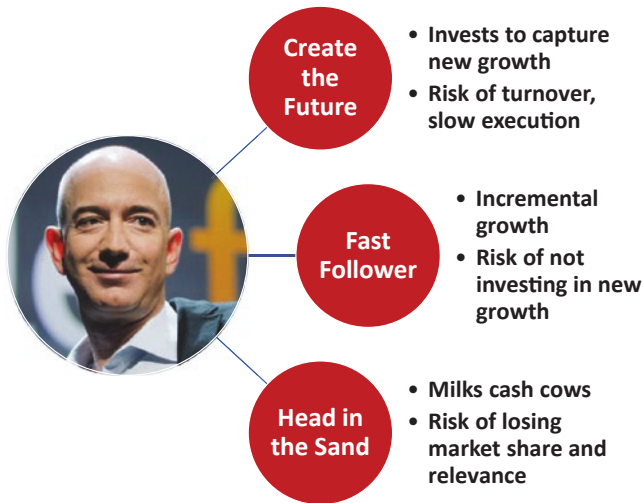 Create
the
Future
• Invests to capture
new growth
• Risk of turnover,
slow execution
Fast
Follower
• Incremental
growth
• Risk of not
investing in new
growth
Head in
the Sand
• Milks cash cows
• Risk of losing
market share and
relevance